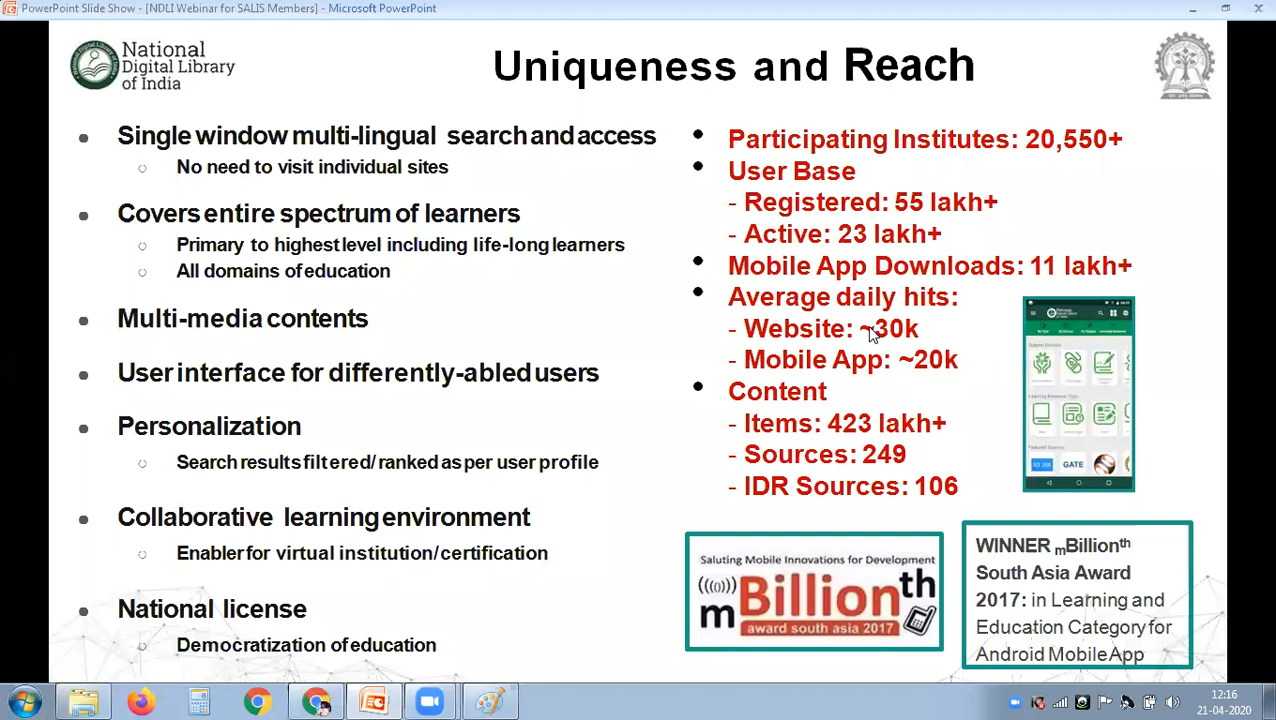 PowerPoint Slide Show - [NDLI Webinar for SALIS Members] - Microsoft PowerPoint
National
Digital Library
of India
Uniqueness and Reach
• Single window multi-lingual search and access
○ No need to visit individual sites
• Covers entire spectrum of learners
○ Primary to highest level including life-long learners
○ All domains of education
• Multi-media contents
• User interface for differently-abled users
• Personalization
○ Search results filtered/ ranked as per user profile
• Collaborative learning environment
○ Enabler for virtual institution/certification
• National license
○ Democratization of education
• Participating Institutes: 20,550+
• User Base
- Registered: 55 lakh+
- Active: 23 lakh+
• Mobile App Downloads: 11 lakh+
• Average daily hits:
- Website: ~30k
- Mobile App: ~20k
• Content
- Items: 423 lakh+
- Sources: 249
- IDR Sources: 106
GATE
Saluting Mobile Innovations for Development
mBillionth
award south asia 2017
WINNER mBillionth
South Asia Award
2017: in Learning and
Education Category for
Android Mobile App
12:16
21-04-2020